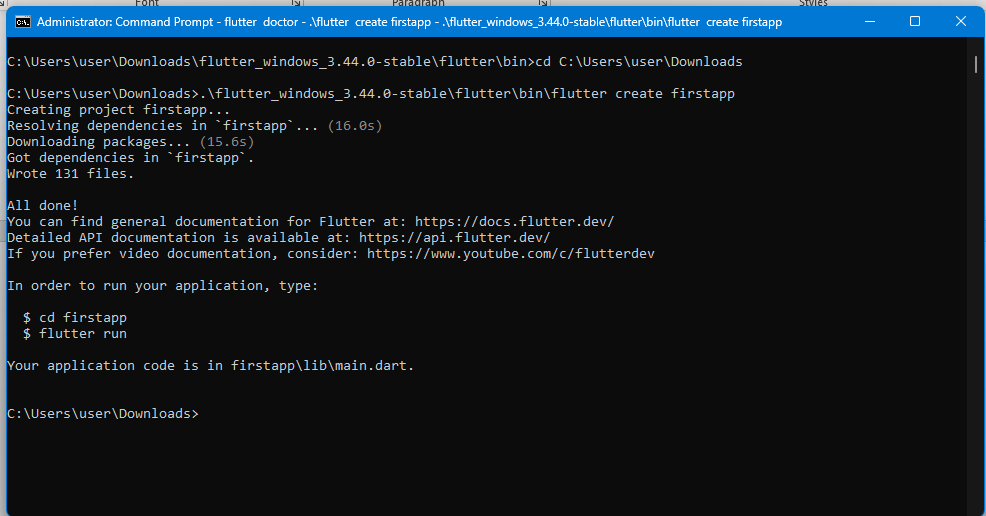 Font
Paragraph
Styles
Administrator: Command Prompt - flutter  doctor - .\flutter  create firstapp - .\flutter_windows_3.44.0-stable\flutter\bin\flutter  create firstapp
C:\Users\user\Downloads\flutter_windows_3.44.0-stable\flutter\bin>cd C:\Users\user\Downloads
C:\Users\user\Downloads>.\flutter_windows_3.44.0-stable\flutter\bin\flutter create firstapp
Creating project firstapp...
Resolving dependencies in `firstapp`... (16.0s)
Downloading packages... (15.6s)
Got dependencies in `firstapp`.
Wrote 131 files.
All done!
You can find general documentation for Flutter at: https://docs.flutter.dev/
Detailed API documentation is available at: https://api.flutter.dev/
If you prefer video documentation, consider: https://www.youtube.com/c/flutterdev
In order to run your application, type:
$ cd firstapp
$ flutter run
Your application code is in firstapp\lib\main.dart.
C:\Users\user\Downloads>